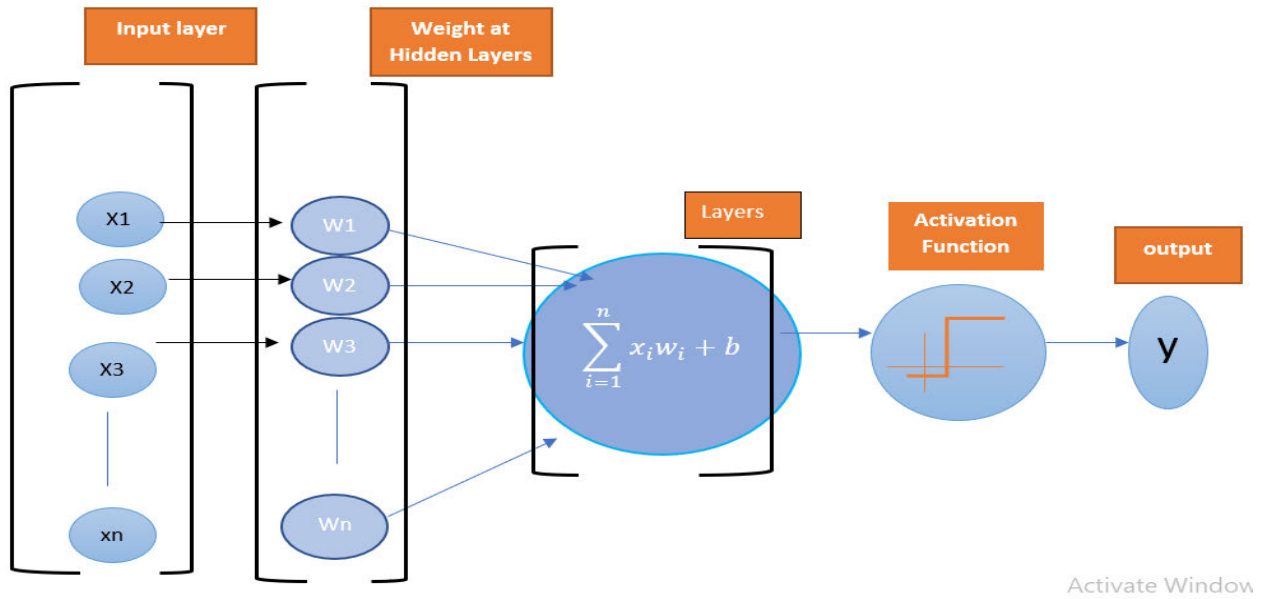 Input layer
Weight at
Hidden Layers
X1
X2
X3
xn
W1
W2
W3
Wn
Layers
n
∑ xᵢwᵢ + b
i=1
Activation
Function
output
y
Activate Window